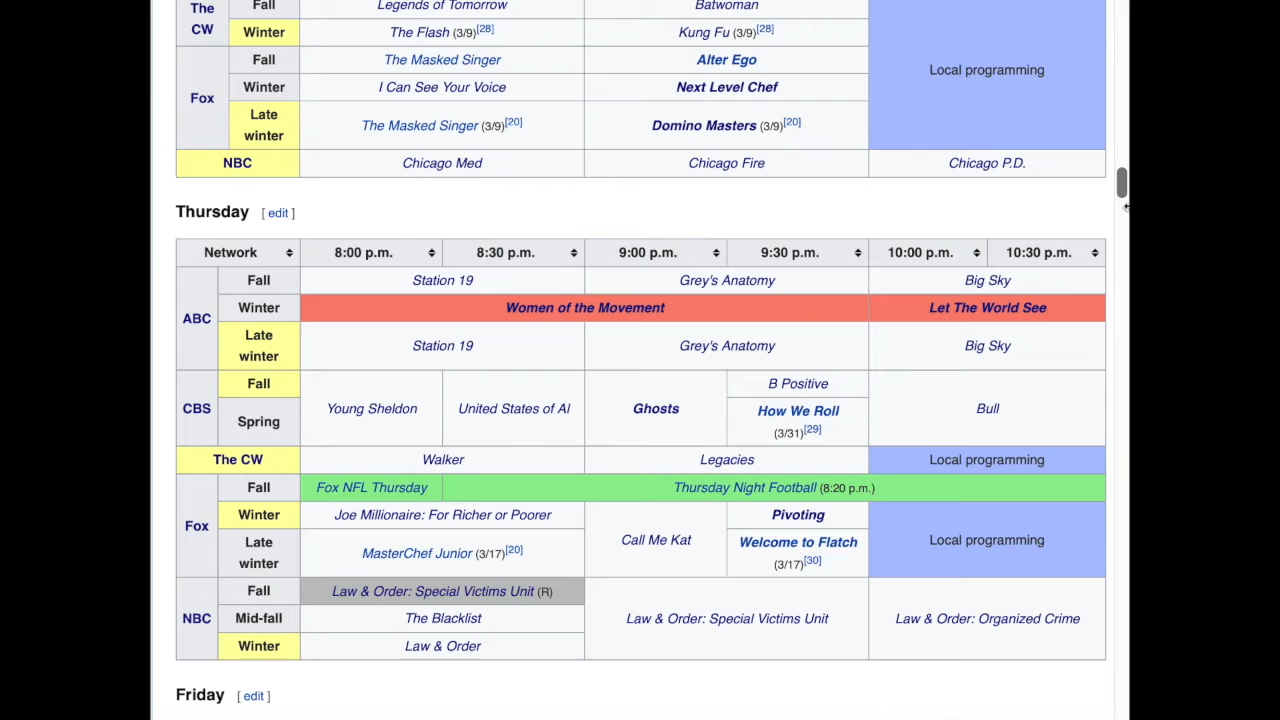 The CW Fall Legends of Tomorrow Batwoman
Winter The Flash (3/9)[28] Kung Fu (3/9)[28]
Fox Fall The Masked Singer Alter Ego Local programming
Winter I Can See Your Voice Next Level Chef
Late winter The Masked Singer (3/9)[20] Domino Masters (3/9)[20]
NBC Chicago Med Chicago Fire Chicago P.D.
Thursday [ edit ]
Network 8:00 p.m. 8:30 p.m. 9:00 p.m. 9:30 p.m. 10:00 p.m. 10:30 p.m.
ABC Fall Station 19 Grey's Anatomy Big Sky
Winter Women of the Movement Let The World See
Late winter Station 19 Grey's Anatomy Big Sky
CBS Fall Young Sheldon United States of Al Ghosts B Positive Bull
Spring How We Roll (3/31)[29]
The CW Walker Legacies Local programming
Fox Fall Fox NFL Thursday Thursday Night Football (8:20 p.m.)
Winter Joe Millionaire: For Richer or Poorer Call Me Kat Pivoting Local programming
Late winter MasterChef Junior (3/17)[20] Welcome to Flatch (3/17)[30]
NBC Fall Law & Order: Special Victims Unit (R) Law & Order: Special Victims Unit Law & Order: Organized Crime
Mid-fall The Blacklist
Winter Law & Order
Friday [ edit ]